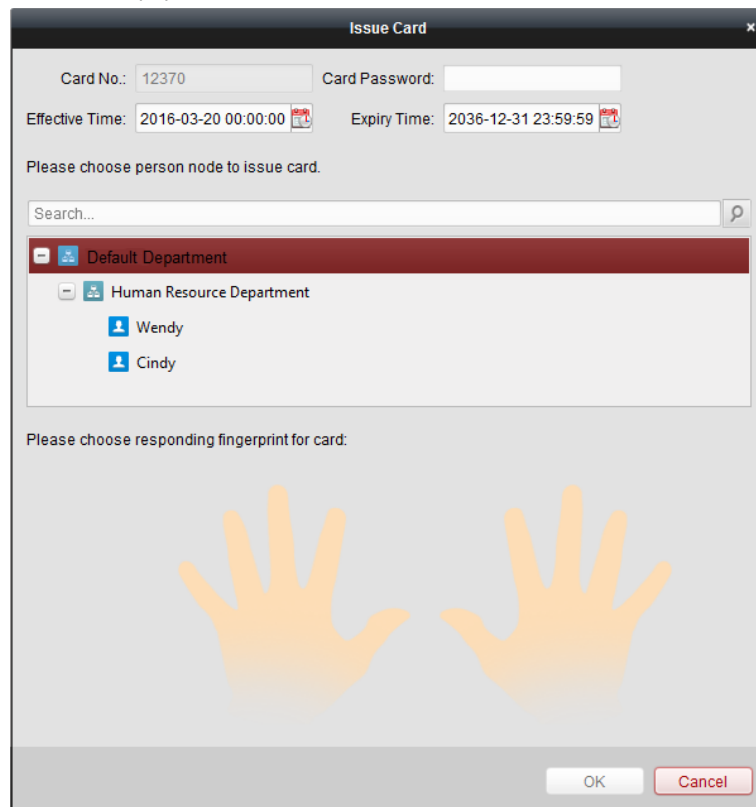 Issue Card
Card No.: 12370 Card Password:
Effective Time: 2016-03-20 00:00:00 Expiry Time: 2036-12-31 23:59:59
Please choose person node to issue card.
Search...
Default Department
Human Resource Department
Wendy
Cindy
Please choose responding fingerprint for card:
OK Cancel